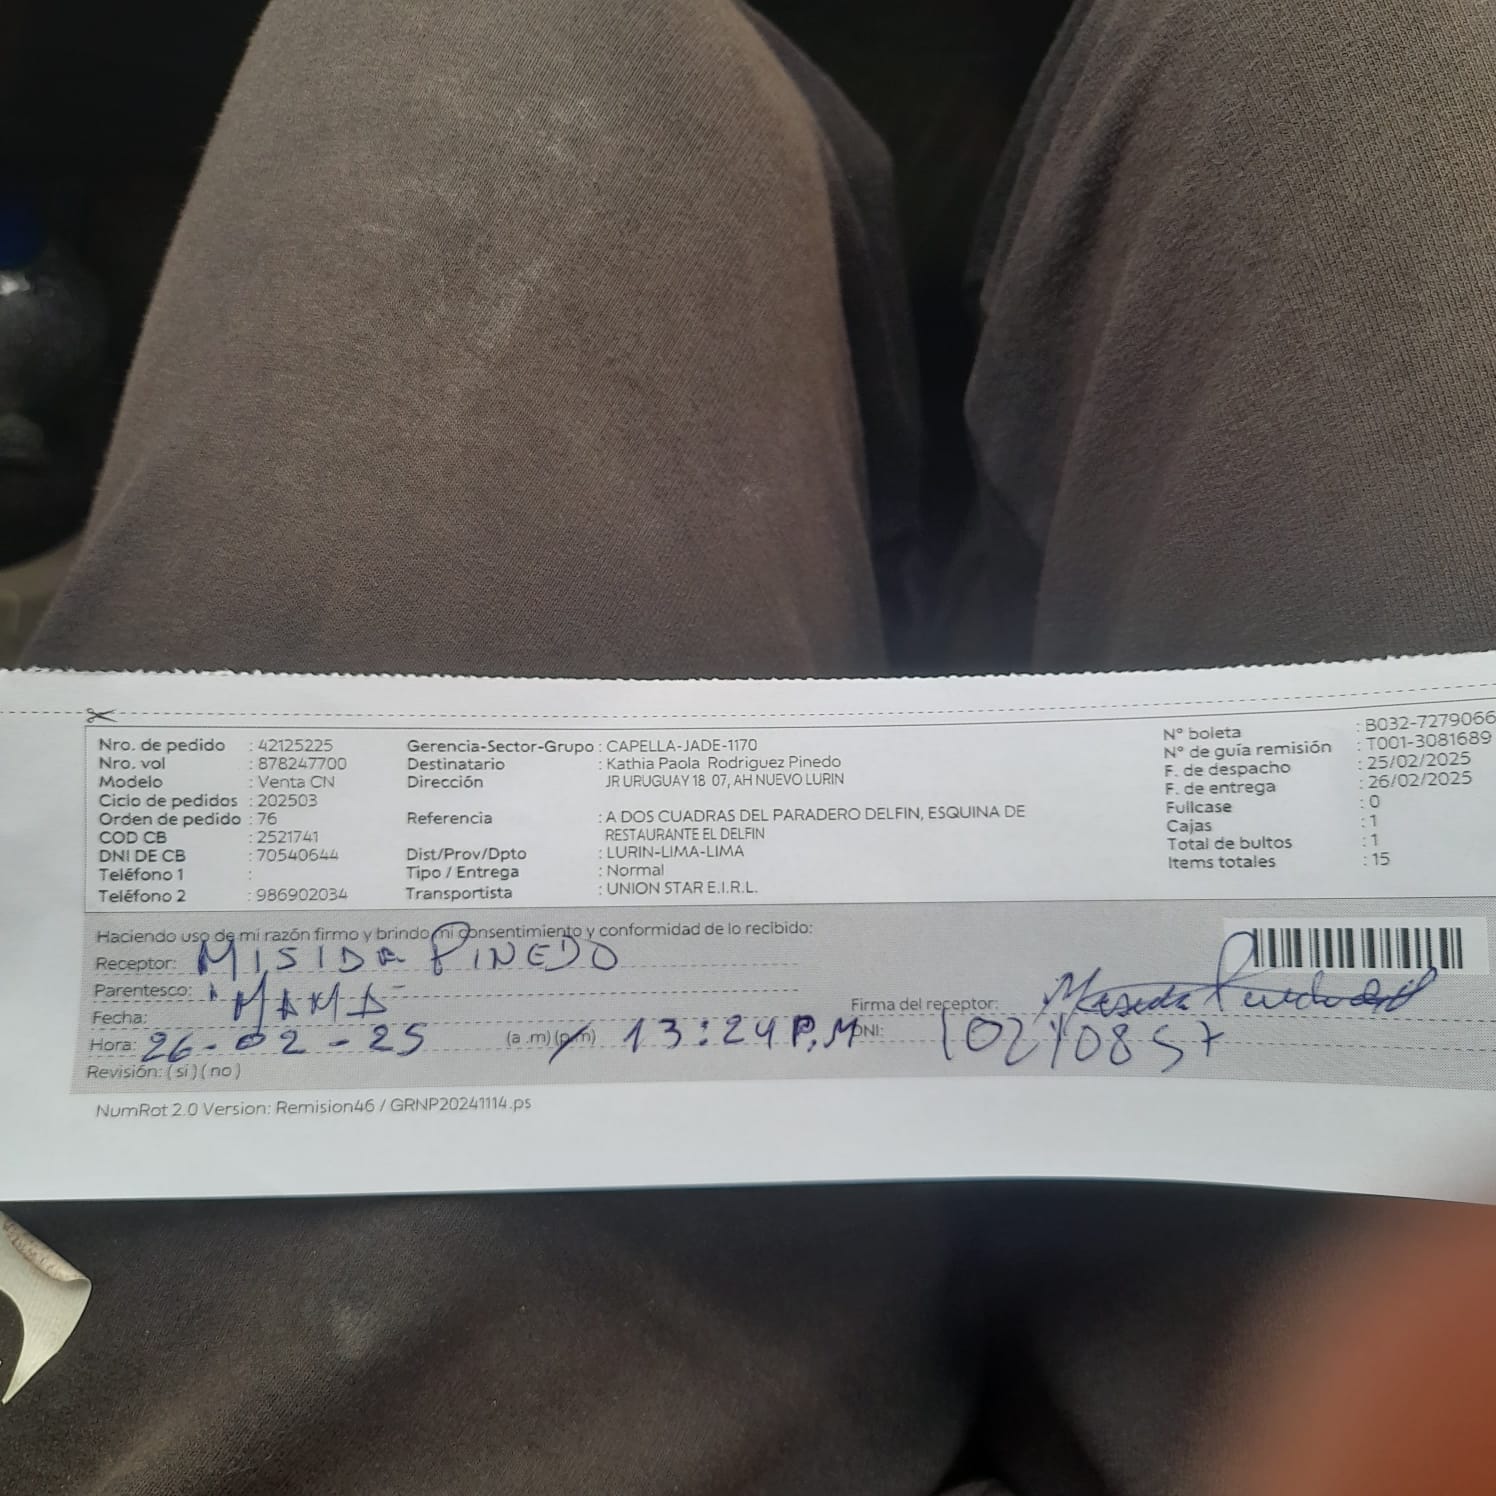 Nro. de pedido : 42125225 Gerencia-Sector-Grupo : CAPELLA-JADE-1170 N° boleta : B032-7279066
Nro. vol : 878247700 Destinatario : Kathia Paola Rodriguez Pinedo N° de guía remisión : T001-3081689
Modelo : Venta CN Dirección JR URUGUAY 18 07, AH NUEVO LURIN F. de despacho : 25/02/2025
Ciclo de pedidos : 202503 F. de entrega : 26/02/2025
Orden de pedido : 76 Referencia : A DOS CUADRAS DEL PARADERO DELFIN, ESQUINA DE Fullcase : 0
COD CB : 2521741 RESTAURANTE EL DELFIN Cajas : 1
DNI DE CB : 70540644 Dist/Prov/Dpto : LURIN-LIMA-LIMA Total de bultos : 1
Teléfono 1 : Tipo / Entrega : Normal Items totales : 15
Teléfono 2 : 986902034 Transportista : UNION STAR E.I.R.L.
Haciendo uso de mi razón firmo y brindo mi consentimiento y conformidad de lo recibido:
Receptor: MISIDA PINEDO
Parentesco: MAMA
Fecha: Firma del receptor:
Hora: 26-02-25 (a .m) (p.m) 13:24 P.M DNI:
Revisión: ( si ) ( no )
NumRot 2.0 Version: Remision46 / GRNP20241114.ps